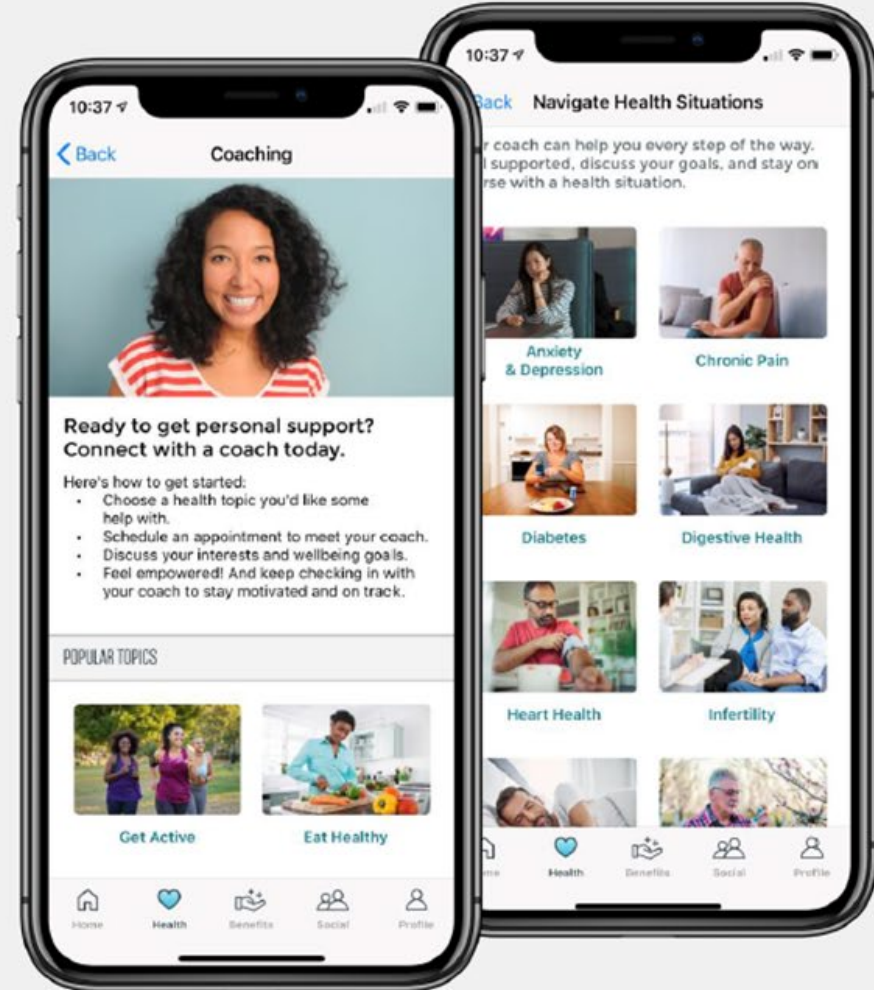 10:37
Back
Coaching
Ready to get personal support?
Connect with a coach today.
Here's how to get started:
• Choose a health topic you'd like some
help with.
• Schedule an appointment to meet your coach.
• Discuss your interests and wellbeing goals.
• Feel empowered! And keep checking in with
your coach to stay motivated and on track.
POPULAR TOPICS
Get Active
Eat Healthy
Home
Health
Benefits
Social
Profile
10:37
Back
Navigate Health Situations
r coach can help you every step of the way.
l supported, discuss your goals, and stay on
rse with a health situation.
Anxiety
& Depression
Chronic Pain
Diabetes
Digestive Health
Heart Health
Infertility
me
Health
Benefits
Social
Profile